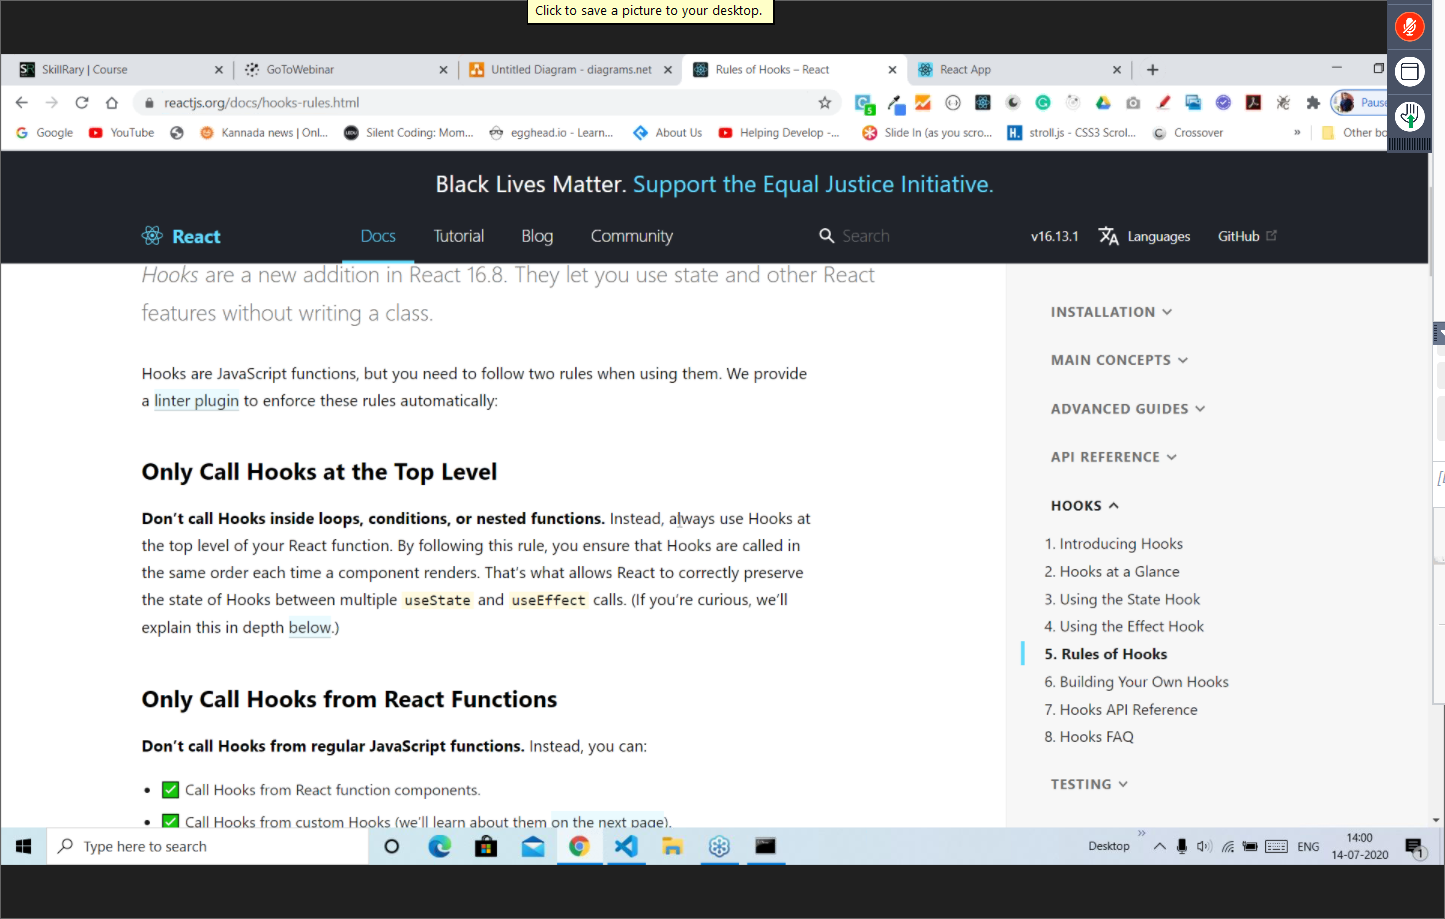 Click to save a picture to your desktop.
SkillRary | Course
GoToWebinar
Untitled Diagram - diagrams.net
Rules of Hooks – React
React App
reactjs.org/docs/hooks-rules.html
5
Pause
Google
YouTube
Kannada news | Onl...
Silent Coding: Mom...
egghead.io - Learn...
About Us
Helping Develop -...
Slide In (as you scro...
H.
stroll.js - CSS3 Scrol...
Crossover
»
Other bo
Black Lives Matter. Support the Equal Justice Initiative.
React
Docs
Tutorial
Blog
Community
Search
v16.13.1
Languages
GitHub
Hooks are a new addition in React 16.8. They let you use state and other React
features without writing a class.
Hooks are JavaScript functions, but you need to follow two rules when using them. We provide
a linter plugin to enforce these rules automatically:
Only Call Hooks at the Top Level
Don’t call Hooks inside loops, conditions, or nested functions. Instead, always use Hooks at
the top level of your React function. By following this rule, you ensure that Hooks are called in
the same order each time a component renders. That’s what allows React to correctly preserve
the state of Hooks between multiple useState and useEffect calls. (If you’re curious, we’ll
explain this in depth below.)
Only Call Hooks from React Functions
Don’t call Hooks from regular JavaScript functions. Instead, you can:
• ✅ Call Hooks from React function components.
• ✅ Call Hooks from custom Hooks (we’ll learn about them on the next page).
INSTALLATION
MAIN CONCEPTS
ADVANCED GUIDES
API REFERENCE
HOOKS
1. Introducing Hooks
2. Hooks at a Glance
3. Using the State Hook
4. Using the Effect Hook
5. Rules of Hooks
6. Building Your Own Hooks
7. Hooks API Reference
8. Hooks FAQ
TESTING
Type here to search
Desktop
»
ENG
14:00
14-07-2020
1